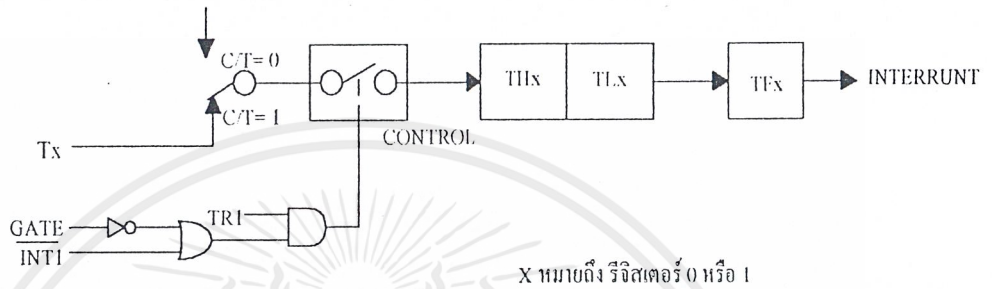 C/T= 0
C/T= 1
Tx
CONTROL
THx
TLx
TFx
INTERRUNT
GATE
INT1
TR1
X หมายถึง รีจิสเตอร์ 0 หรือ 1